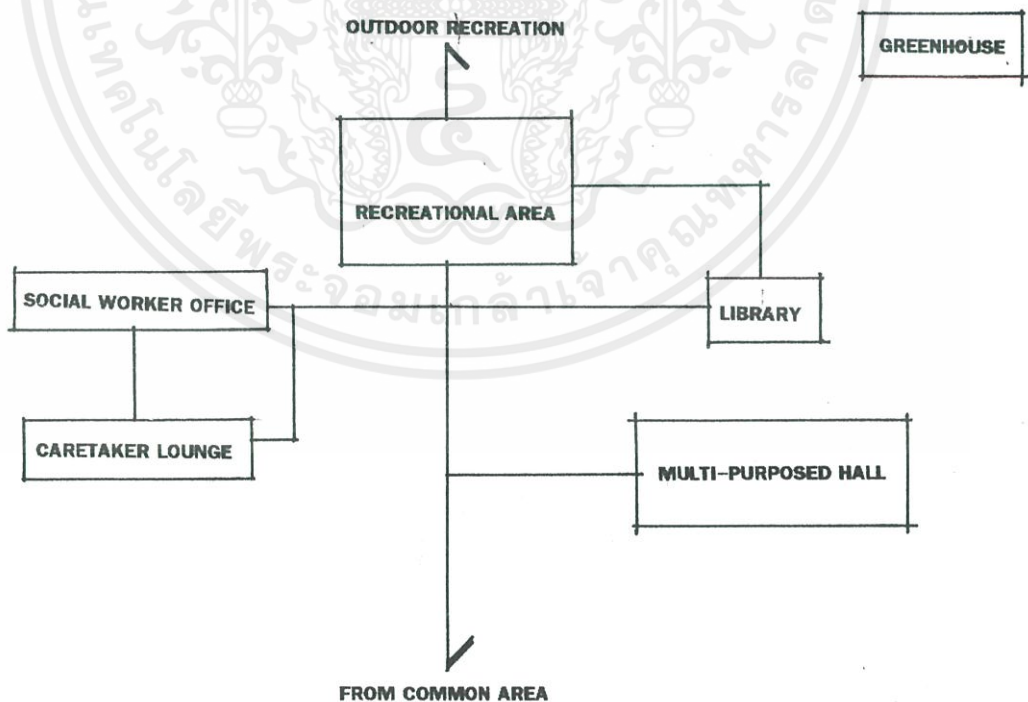 OUTDOOR RECREATION
GREENHOUSE
RECREATIONAL AREA
SOCIAL WORKER OFFICE
LIBRARY
CARETAKER LOUNGE
MULTI-PURPOSED HALL
FROM COMMON AREA